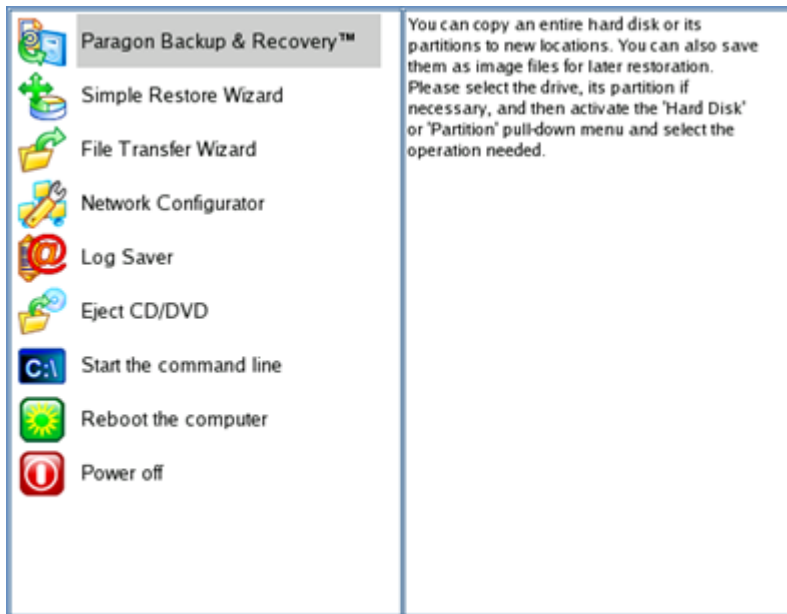 Paragon Backup & Recovery™
Simple Restore Wizard
File Transfer Wizard
Network Configurator
Log Saver
Eject CD/DVD
C:\
Start the command line
Reboot the computer
Power off
You can copy an entire hard disk or its
partitions to new locations. You can also save
them as image files for later restoration.
Please select the drive, its partition if
necessary, and then activate the 'Hard Disk'
or 'Partition' pull-down menu and select the
operation needed.